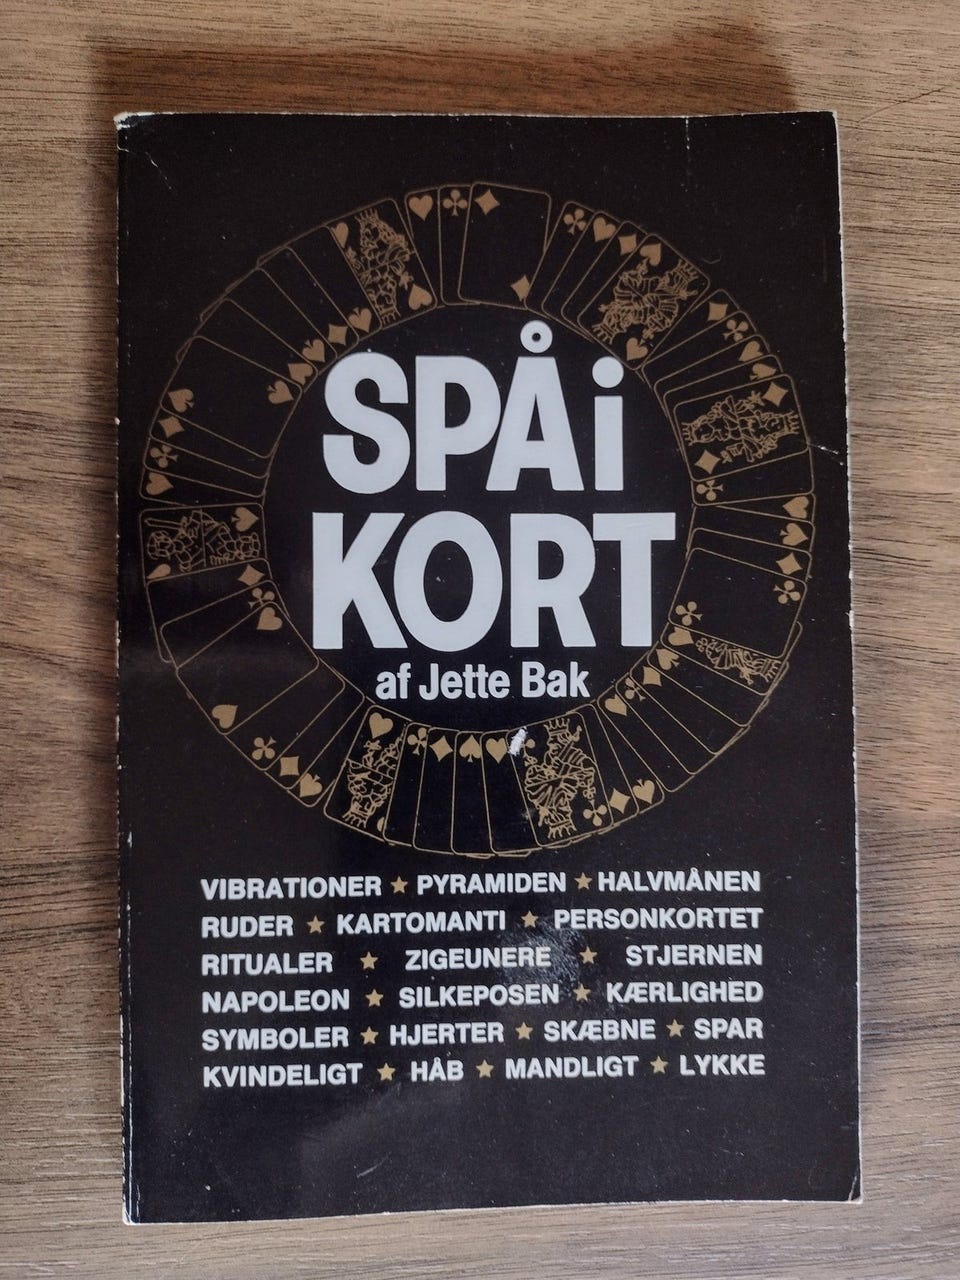 SPÅ i
KORT
af Jette Bak
VIBRATIONER ★ PYRAMIDEN ★ HALVMÅNEN
RUDER ★ KARTOMANTI ★ PERSONKORTET
RITUALER ★ ZIGEUNERE ★ STJERNEN
NAPOLEON ★ SILKEPOSEN ★ KÆRLIGHED
SYMBOLER ★ HJERTER ★ SKÆBNE ★ SPAR
KVINDELIGT ★ HÅB ★ MANDLIGT ★ LYKKE